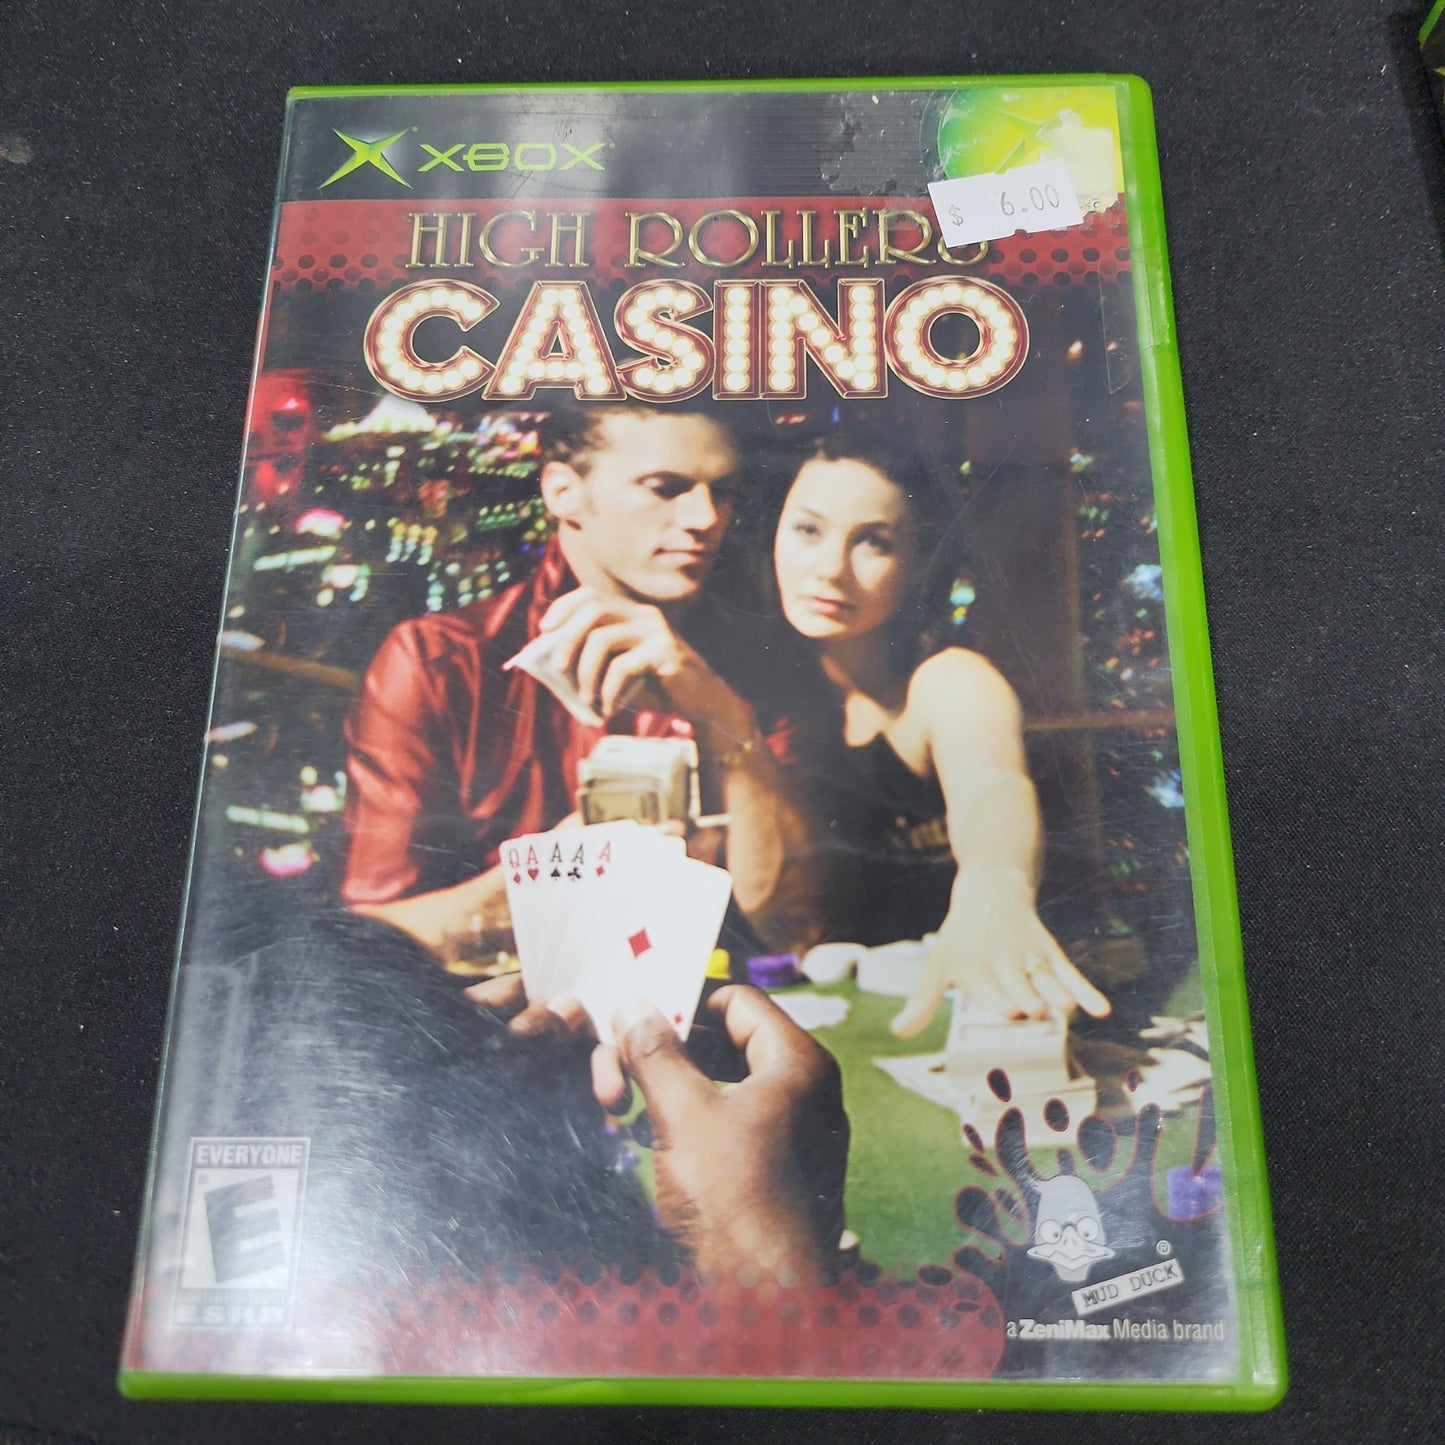 XBOX
$ 6.00
HIGH ROLLERS
CASINO
Q A A A A
EVERYONE
E
ESRB
MUD DUCK®
a ZeniMax Media brand